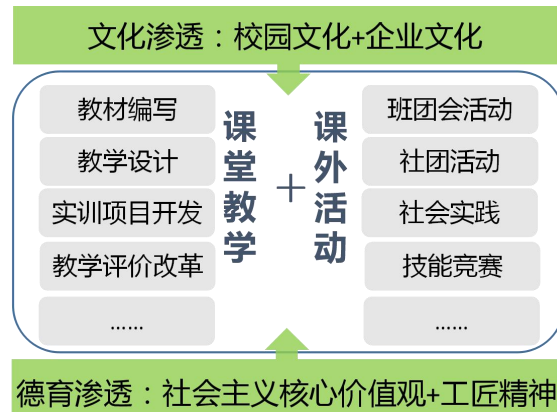 文化渗透：校园文化+企业文化
教材编写
教学设计
实训项目开发
教学评价改革
......
课堂教学
+
课外活动
班团会活动
社团活动
社会实践
技能竞赛
......
德育渗透：社会主义核心价值观+工匠精神